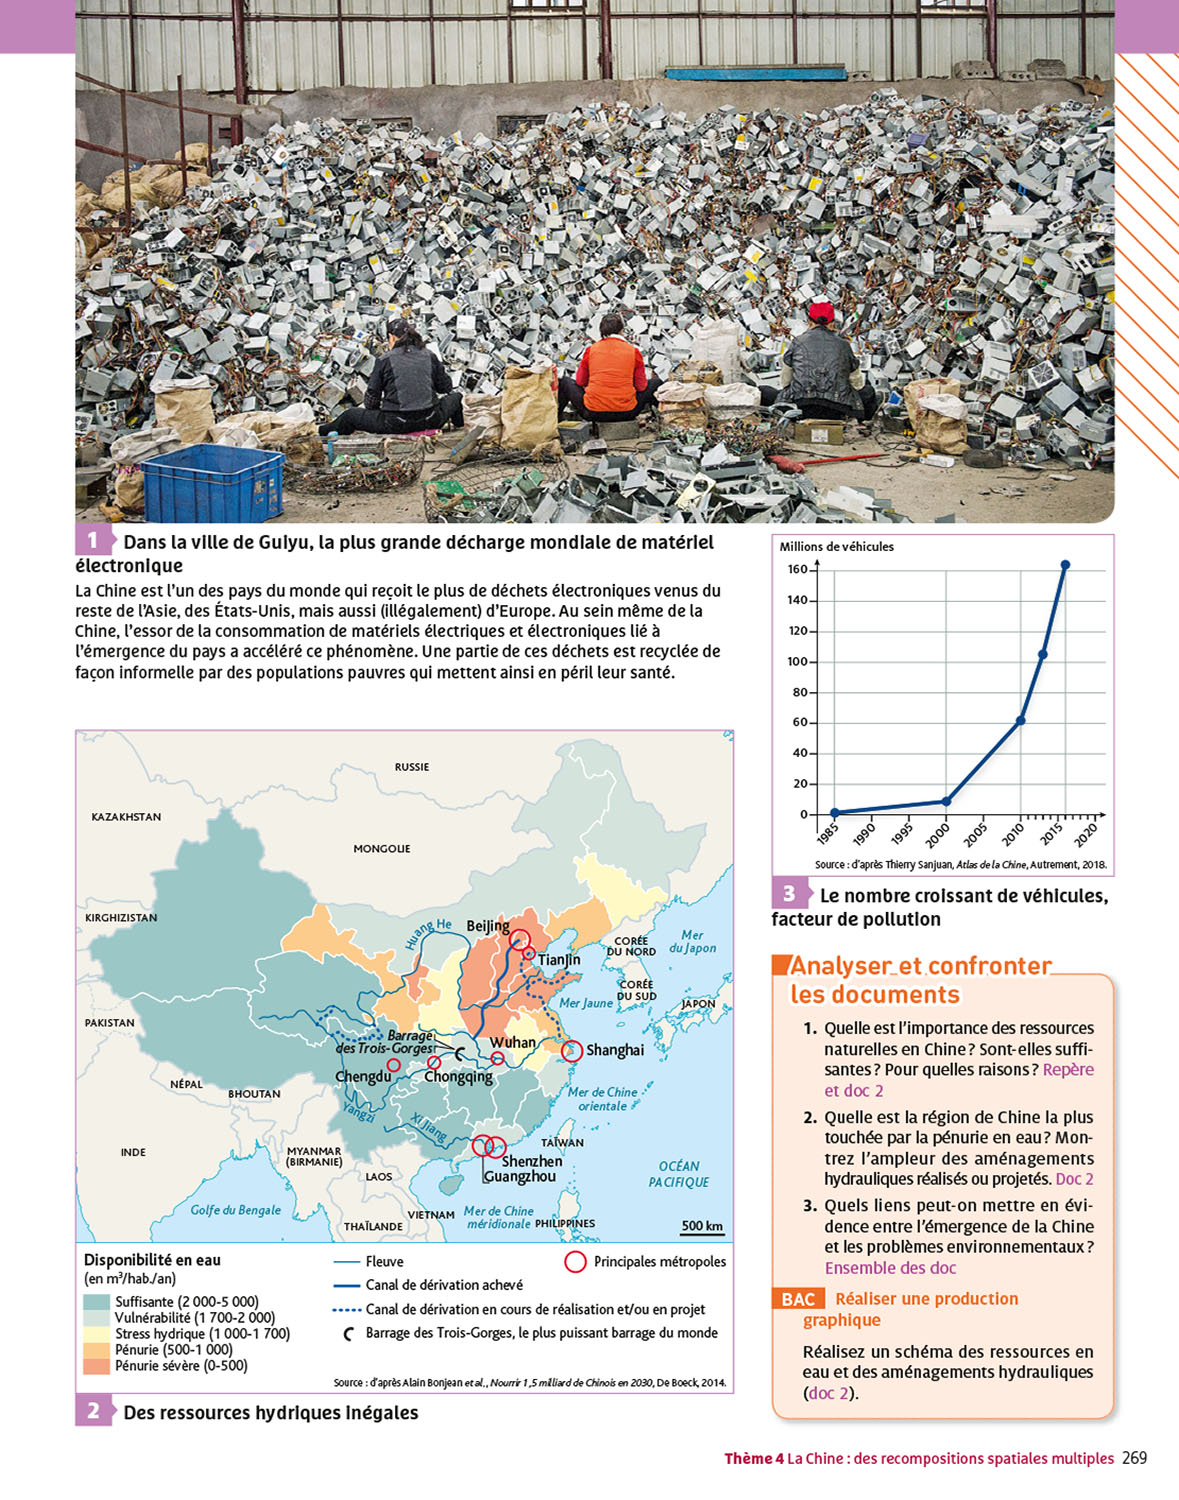 1 Dans la ville de Guiyu, la plus grande décharge mondiale de matériel
électronique
La Chine est l'un des pays du monde qui reçoit le plus de déchets électroniques venus du
reste de l'Asie, des États-Unis, mais aussi (illégalement) d'Europe. Au sein même de la
Chine, l'essor de la consommation de matériels électriques et électroniques lié à
l'émergence du pays a accéléré ce phénomène. Une partie de ces déchets est recyclée de
façon informelle par des populations pauvres qui mettent ainsi en péril leur santé.
RUSSIE
KAZAKHSTAN
MONGOLIE
KIRGHIZISTAN
Huang He
Beijing
CORÉE
DU NORD
Mer
du Japon
Tianjin
CORÉE
DU SUD
Mer Jaune
JAPON
PAKISTAN
Barrage
des Trois-Gorges
Wuhan
Shanghai
Chengdu
Chongqing
NÉPAL
BHOUTAN
Yangzi
Xi Jiang
Mer de Chine
orientale
INDE
MYANMAR
(BIRMANIE)
TAÏWAN
LAOS
Shenzhen
Guangzhou
OCÉAN
PACIFIQUE
Golfe du Bengale
VIETNAM
Mer de Chine
méridionale
THAÏLANDE
PHILIPPINES
500 km
Disponibilité en eau
(en m³/hab./an)
Suffisante (2 000-5 000)
Vulnérabilité (1 700-2 000)
Stress hydrique (1 000-1 700)
Pénurie (500-1 000)
Pénurie sévère (0-500)
Fleuve
Principales métropoles
Canal de dérivation achevé
Canal de dérivation en cours de réalisation et/ou en projet
Barrage des Trois-Gorges, le plus puissant barrage du monde
Source : d'après Alain Bonjean et al., Nourrir 1,5 milliard de Chinois en 2030, De Boeck, 2014.
2 Des ressources hydriques inégales
Millions de véhicules
160
140
120
100
80
60
40
20
0
1985
1990
1995
2000
2005
2010
2015
2020
Source : d'après Thierry Sanjuan, Atlas de la Chine, Autrement, 2018.
3 Le nombre croissant de véhicules,
facteur de pollution
Analyser et confronter
les documents
1. Quelle est l'importance des ressources
naturelles en Chine ? Sont-elles suffi-
santes ? Pour quelles raisons ? Repère
et doc 2
2. Quelle est la région de Chine la plus
touchée par la pénurie en eau ? Mon-
trez l'ampleur des aménagements
hydrauliques réalisés ou projetés. Doc 2
3. Quels liens peut-on mettre en évi-
dence entre l'émergence de la Chine
et les problèmes environnementaux ?
Ensemble des doc
BAC Réaliser une production
graphique
Réalisez un schéma des ressources en
eau et des aménagements hydrauliques
(doc 2).
Thème 4 La Chine : des recompositions spatiales multiples 269